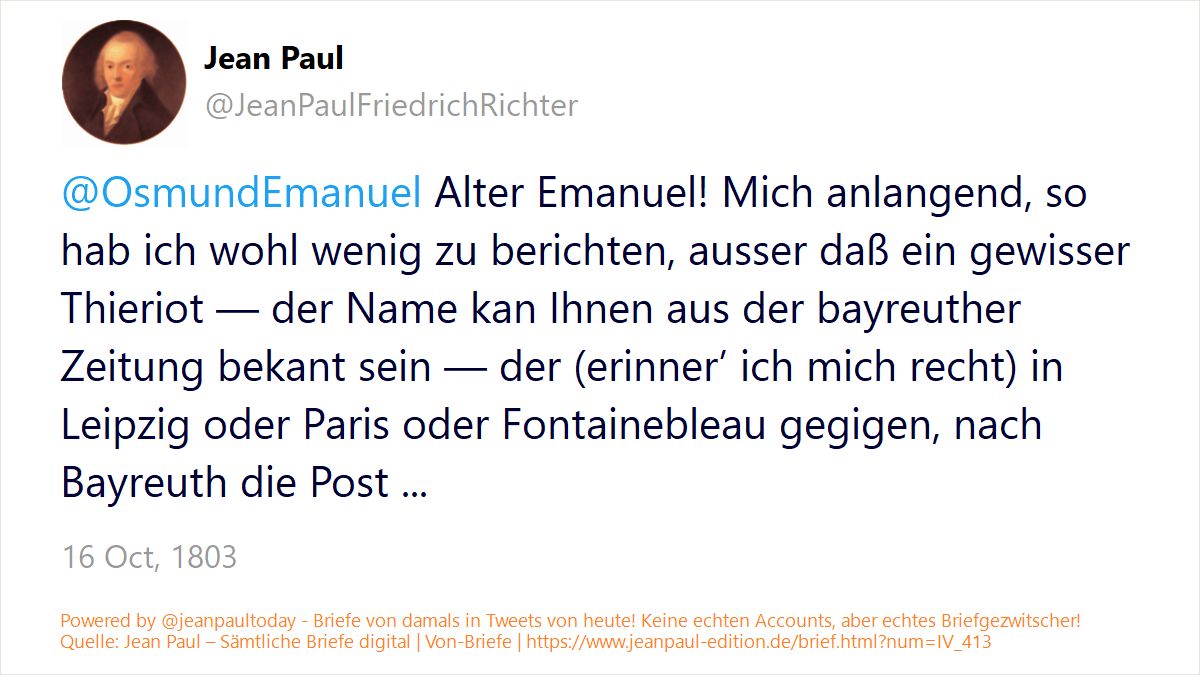 Jean Paul
@JeanPaulFriedrichRichter
@OsmundEmanuel Alter Emanuel! Mich anlangend, so
hab ich wohl wenig zu berichten, ausser daß ein gewisser
Thieriot — der Name kan Ihnen aus der bayreuther
Zeitung bekant sein — der (erinner’ ich mich recht) in
Leipzig oder Paris oder Fontainebleau gegigen, nach
Bayreuth die Post ...
16 Oct, 1803
Powered by @jeanpaultoday - Briefe von damals in Tweets von heute! Keine echten Accounts, aber echtes Briefgezwitscher!
Quelle: Jean Paul – Sämtliche Briefe digital | Von-Briefe | https://www.jeanpaul-edition.de/brief.html?num=IV_413